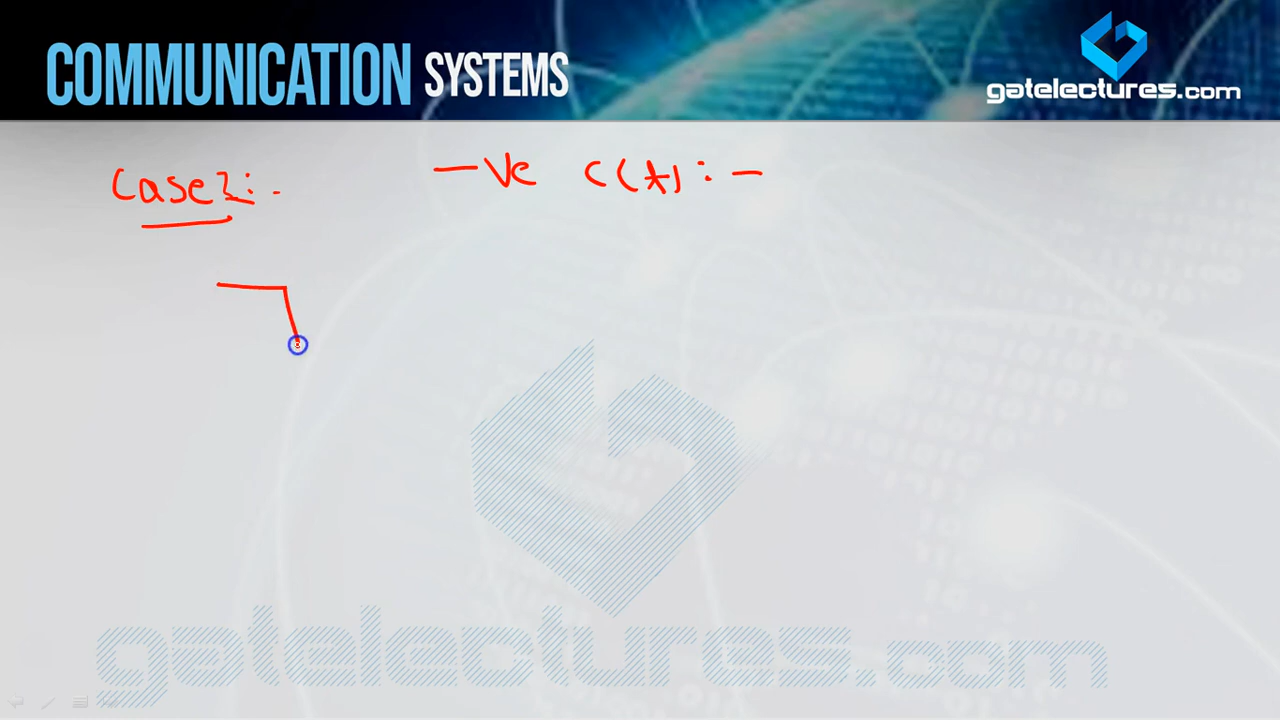 COMMUNICATION SYSTEMS
gatelectures.com
Case2:- -Ve C(t):-
gatelectures.com